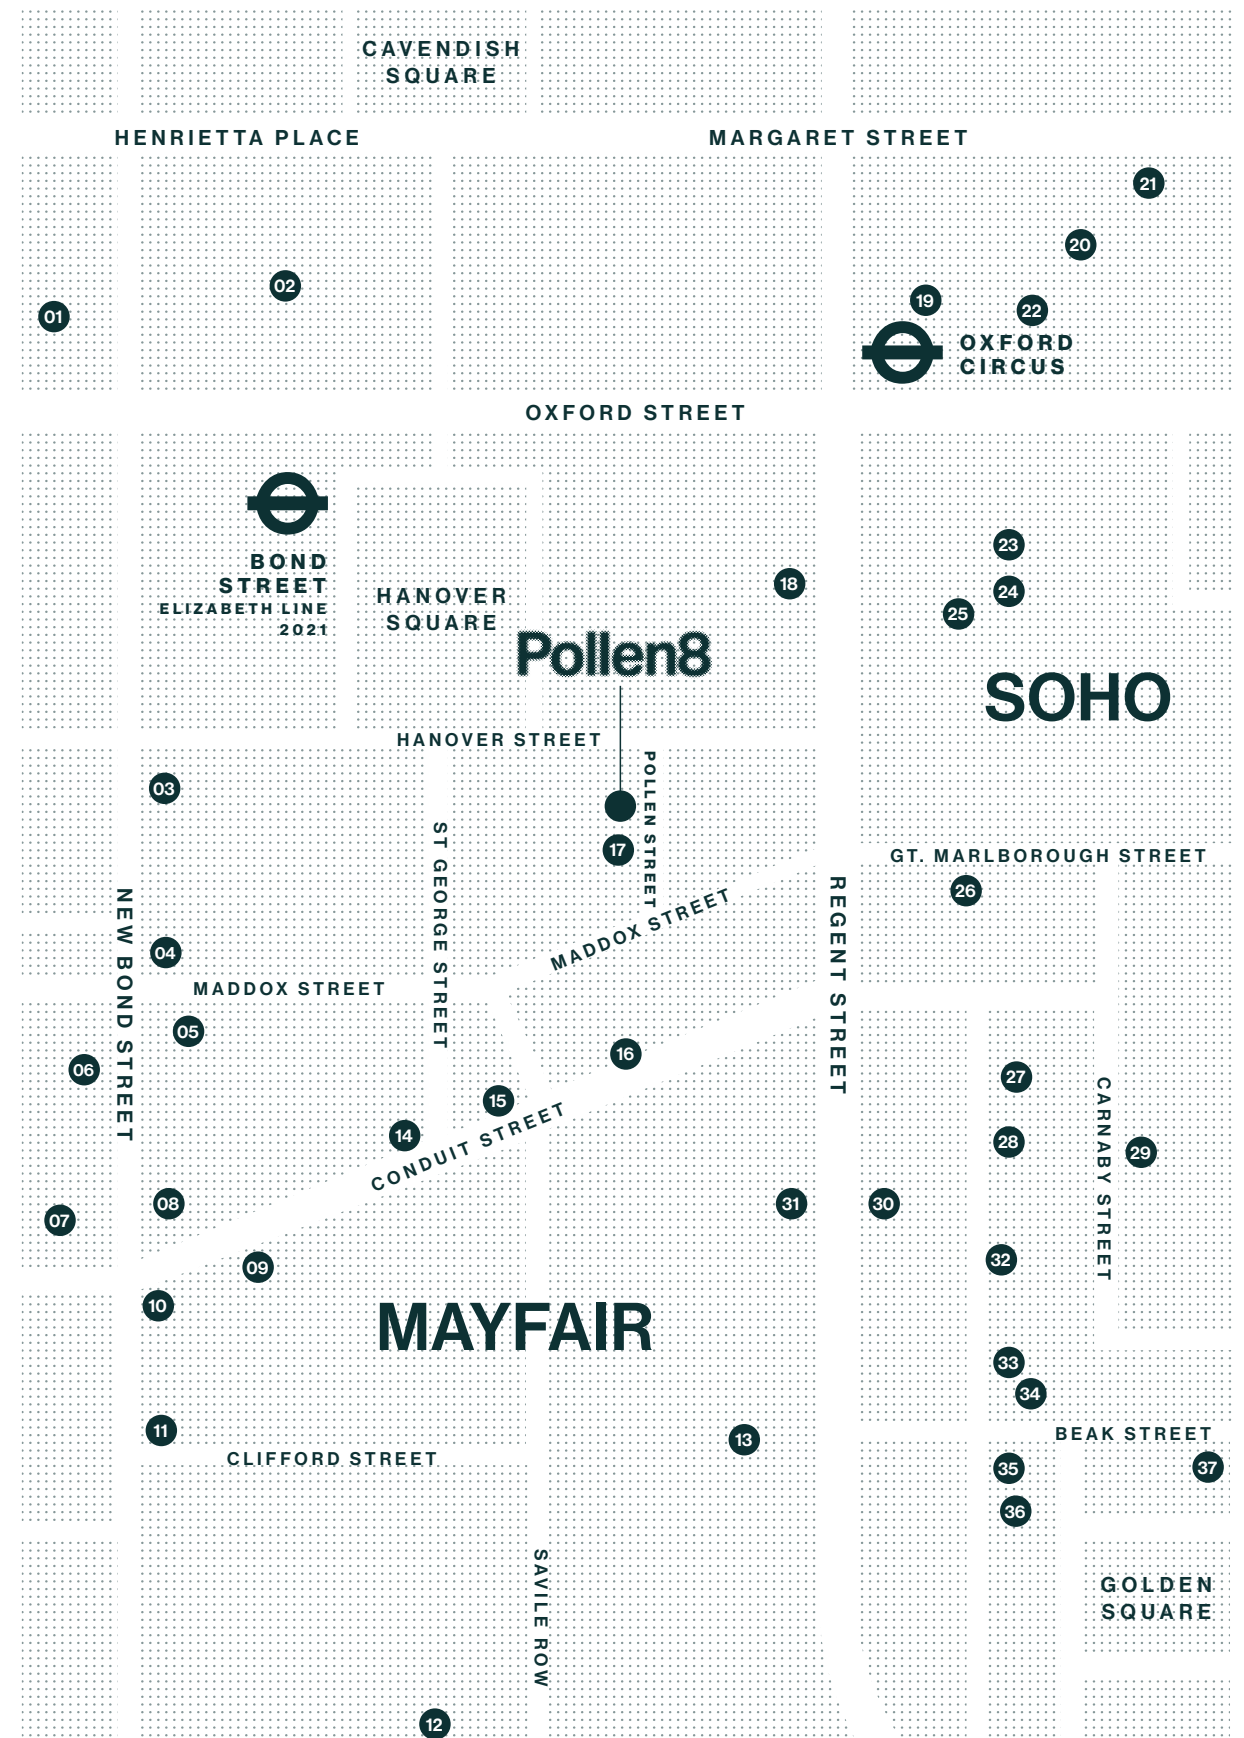 CAVENDISH
SQUARE
HENRIETTA PLACE
MARGARET STREET
21
20
02
19
22
01
OXFORD
CIRCUS
OXFORD STREET
BOND
STREET
ELIZABETH LINE
2021
HANOVER
SQUARE
18
23
24
25
Pollen8
SOHO
HANOVER STREET
POLLEN STREET
03
17
ST GEORGE STREET
GT. MARLBOROUGH STREET
26
NEW BOND STREET
REGENT STREET
MADDOX STREET
04
MADDOX STREET
05
06
16
15
14
CONDUIT STREET
27
28
29
CARNABY STREET
08
07
31
30
09
32
10
MAYFAIR
33
34
11
13
BEAK STREET
CLIFFORD STREET
35
37
36
SAVILE ROW
GOLDEN
SQUARE
12